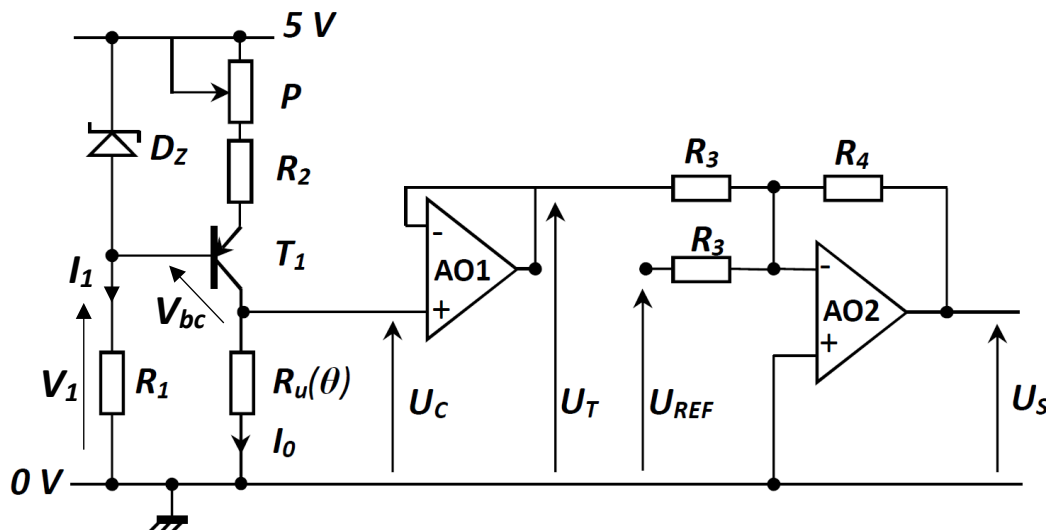 5 V
P
D_Z
R_2
R_3
R_4
R_3
T_1
I_1
V_bc
-
AO1
+
-
AO2
+
V_1
R_1
R_u(θ)
U_C
U_T
U_REF
U_S
I_0
0 V